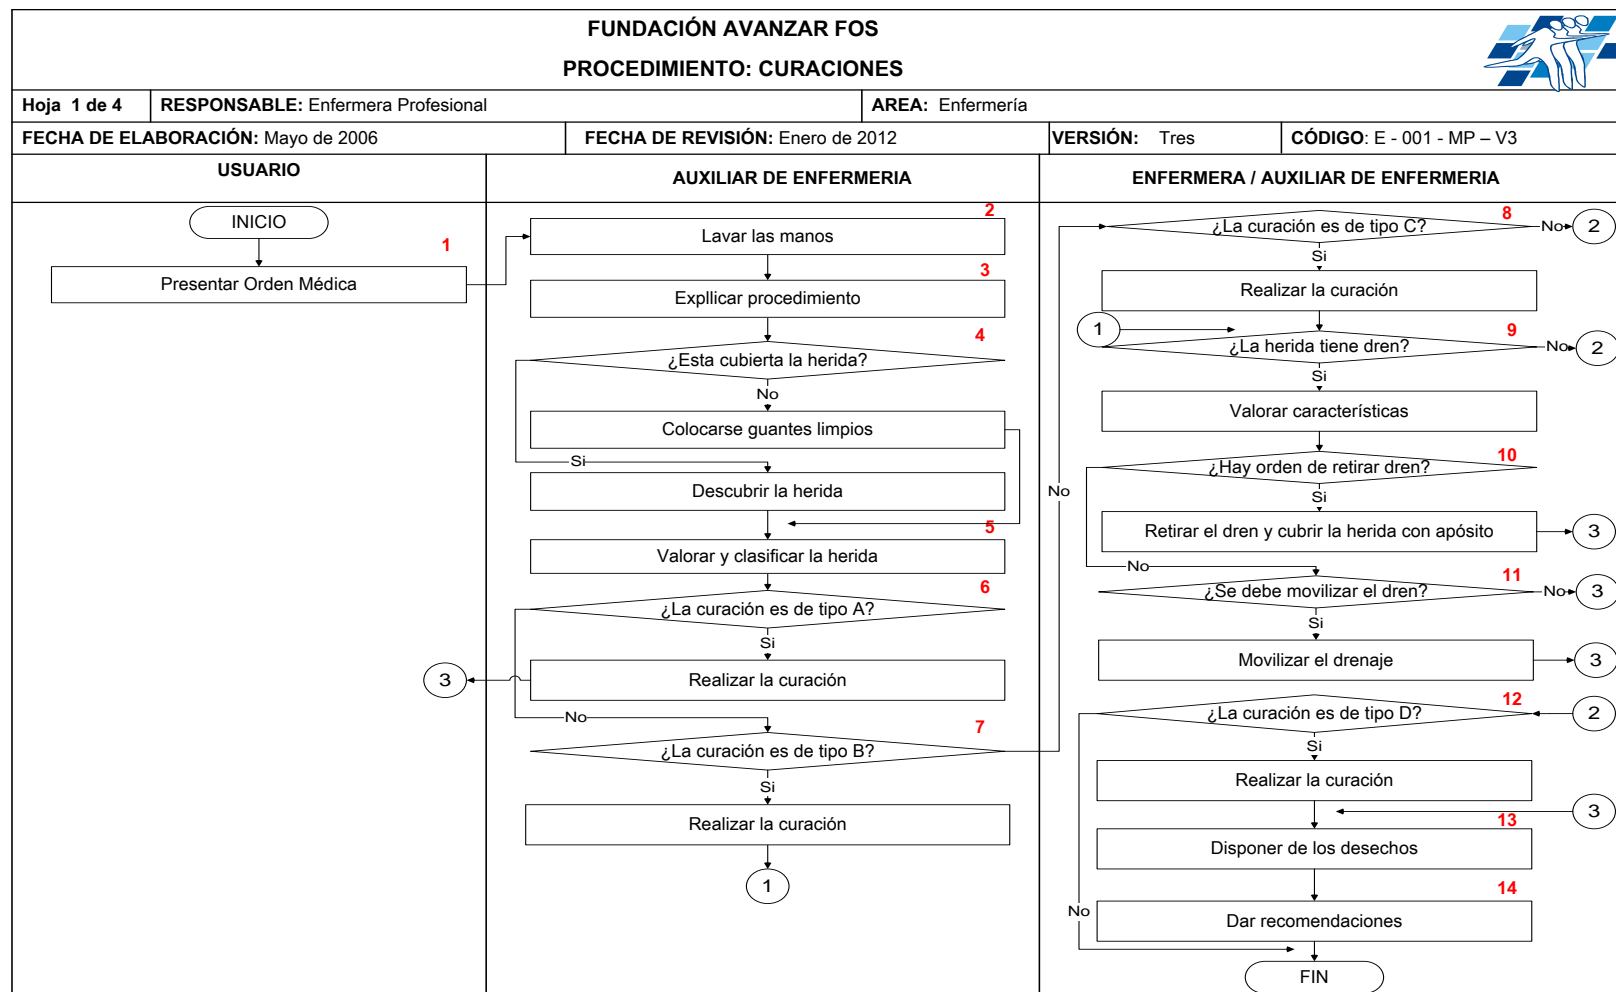 FUNDACIÓN AVANZAR FOS
PROCEDIMIENTO: CURACIONES
Hoja 1 de 4 RESPONSABLE: Enfermera Profesional AREA: Enfermería
FECHA DE ELABORACIÓN: Mayo de 2006 FECHA DE REVISIÓN: Enero de 2012 VERSIÓN: Tres CÓDIGO: E - 001 - MP – V3
USUARIO
INICIO
1
Presentar Orden Médica
3
AUXILIAR DE ENFERMERIA
2
Lavar las manos
3
Expllicar procedimiento
4
¿Esta cubierta la herida?
No
Colocarse guantes limpios
Si
Descubrir la herida
5
Valorar y clasificar la herida
6
¿La curación es de tipo A?
Si
Realizar la curación
No
7
¿La curación es de tipo B?
Si
Realizar la curación
1
No
ENFERMERA / AUXILIAR DE ENFERMERIA
8
¿La curación es de tipo C? No 2
Si
Realizar la curación
1
9
¿La herida tiene dren? No 2
Si
Valorar características
10
¿Hay orden de retirar dren?
Si
Retirar el dren y cubrir la herida con apósito 3
No
11
¿Se debe movilizar el dren? No 3
Si
Movilizar el drenaje 3
12
¿La curación es de tipo D? 2
Si
Realizar la curación
3
13
Disponer de los desechos
14
No
Dar recomendaciones
FIN